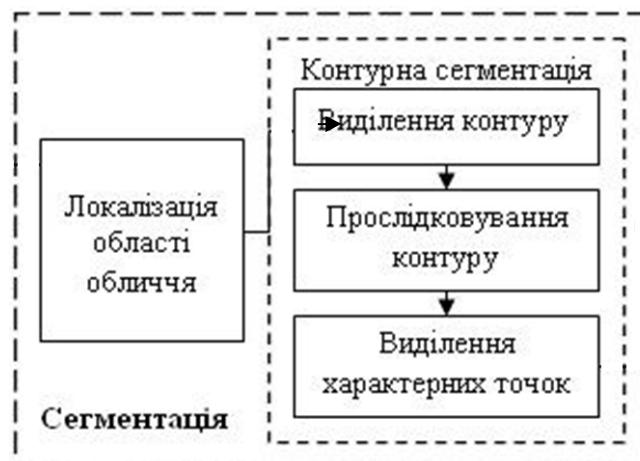 Контурна сегментація
Виділення контуру
Локалізація
області
обличчя
Прослідковування
контуру
Виділення
характерних точок
Сегментація